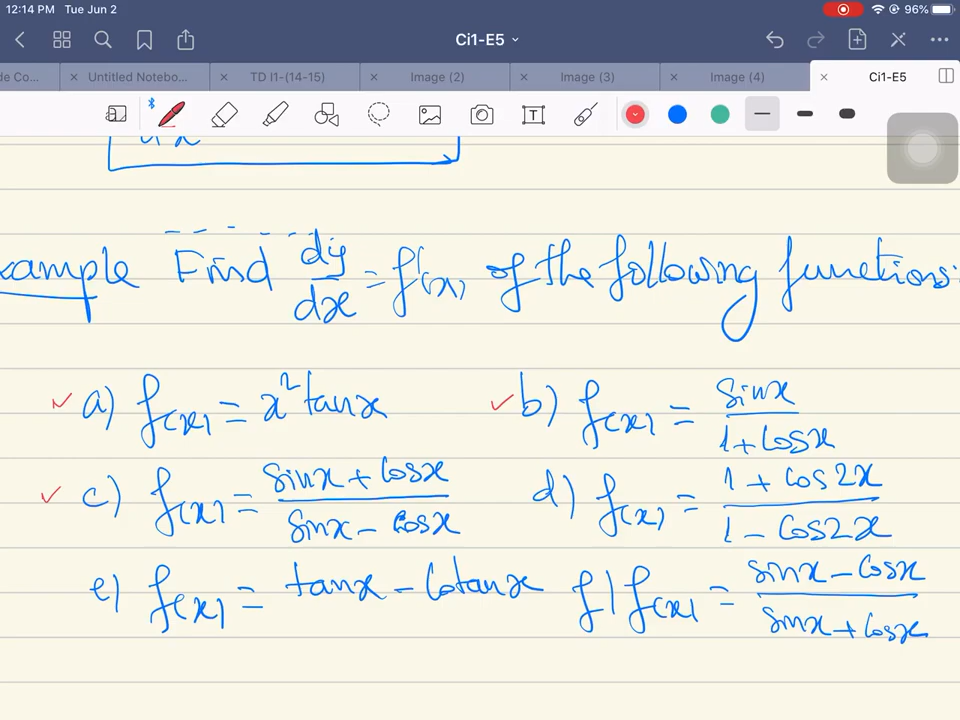 12:14 PM Tue Jun 2 96%
Ci1-E5
de Co... Untitled Notebo... TD I1-(14-15) Image (2) Image (3) Image (4) Ci1-E5
xample Find dy/dx = f'(x) of the following functions:
a) f(x) = x² tanx b) f(x) = sinx / 1+cosx
c) f(x) = sinx + cosx / sinx - cosx d) f(x) = 1 + cos2x / 1 - cos2x
e) f(x) = tanx - cotanx f) f(x) = sinx - cosx / sinx + cosx